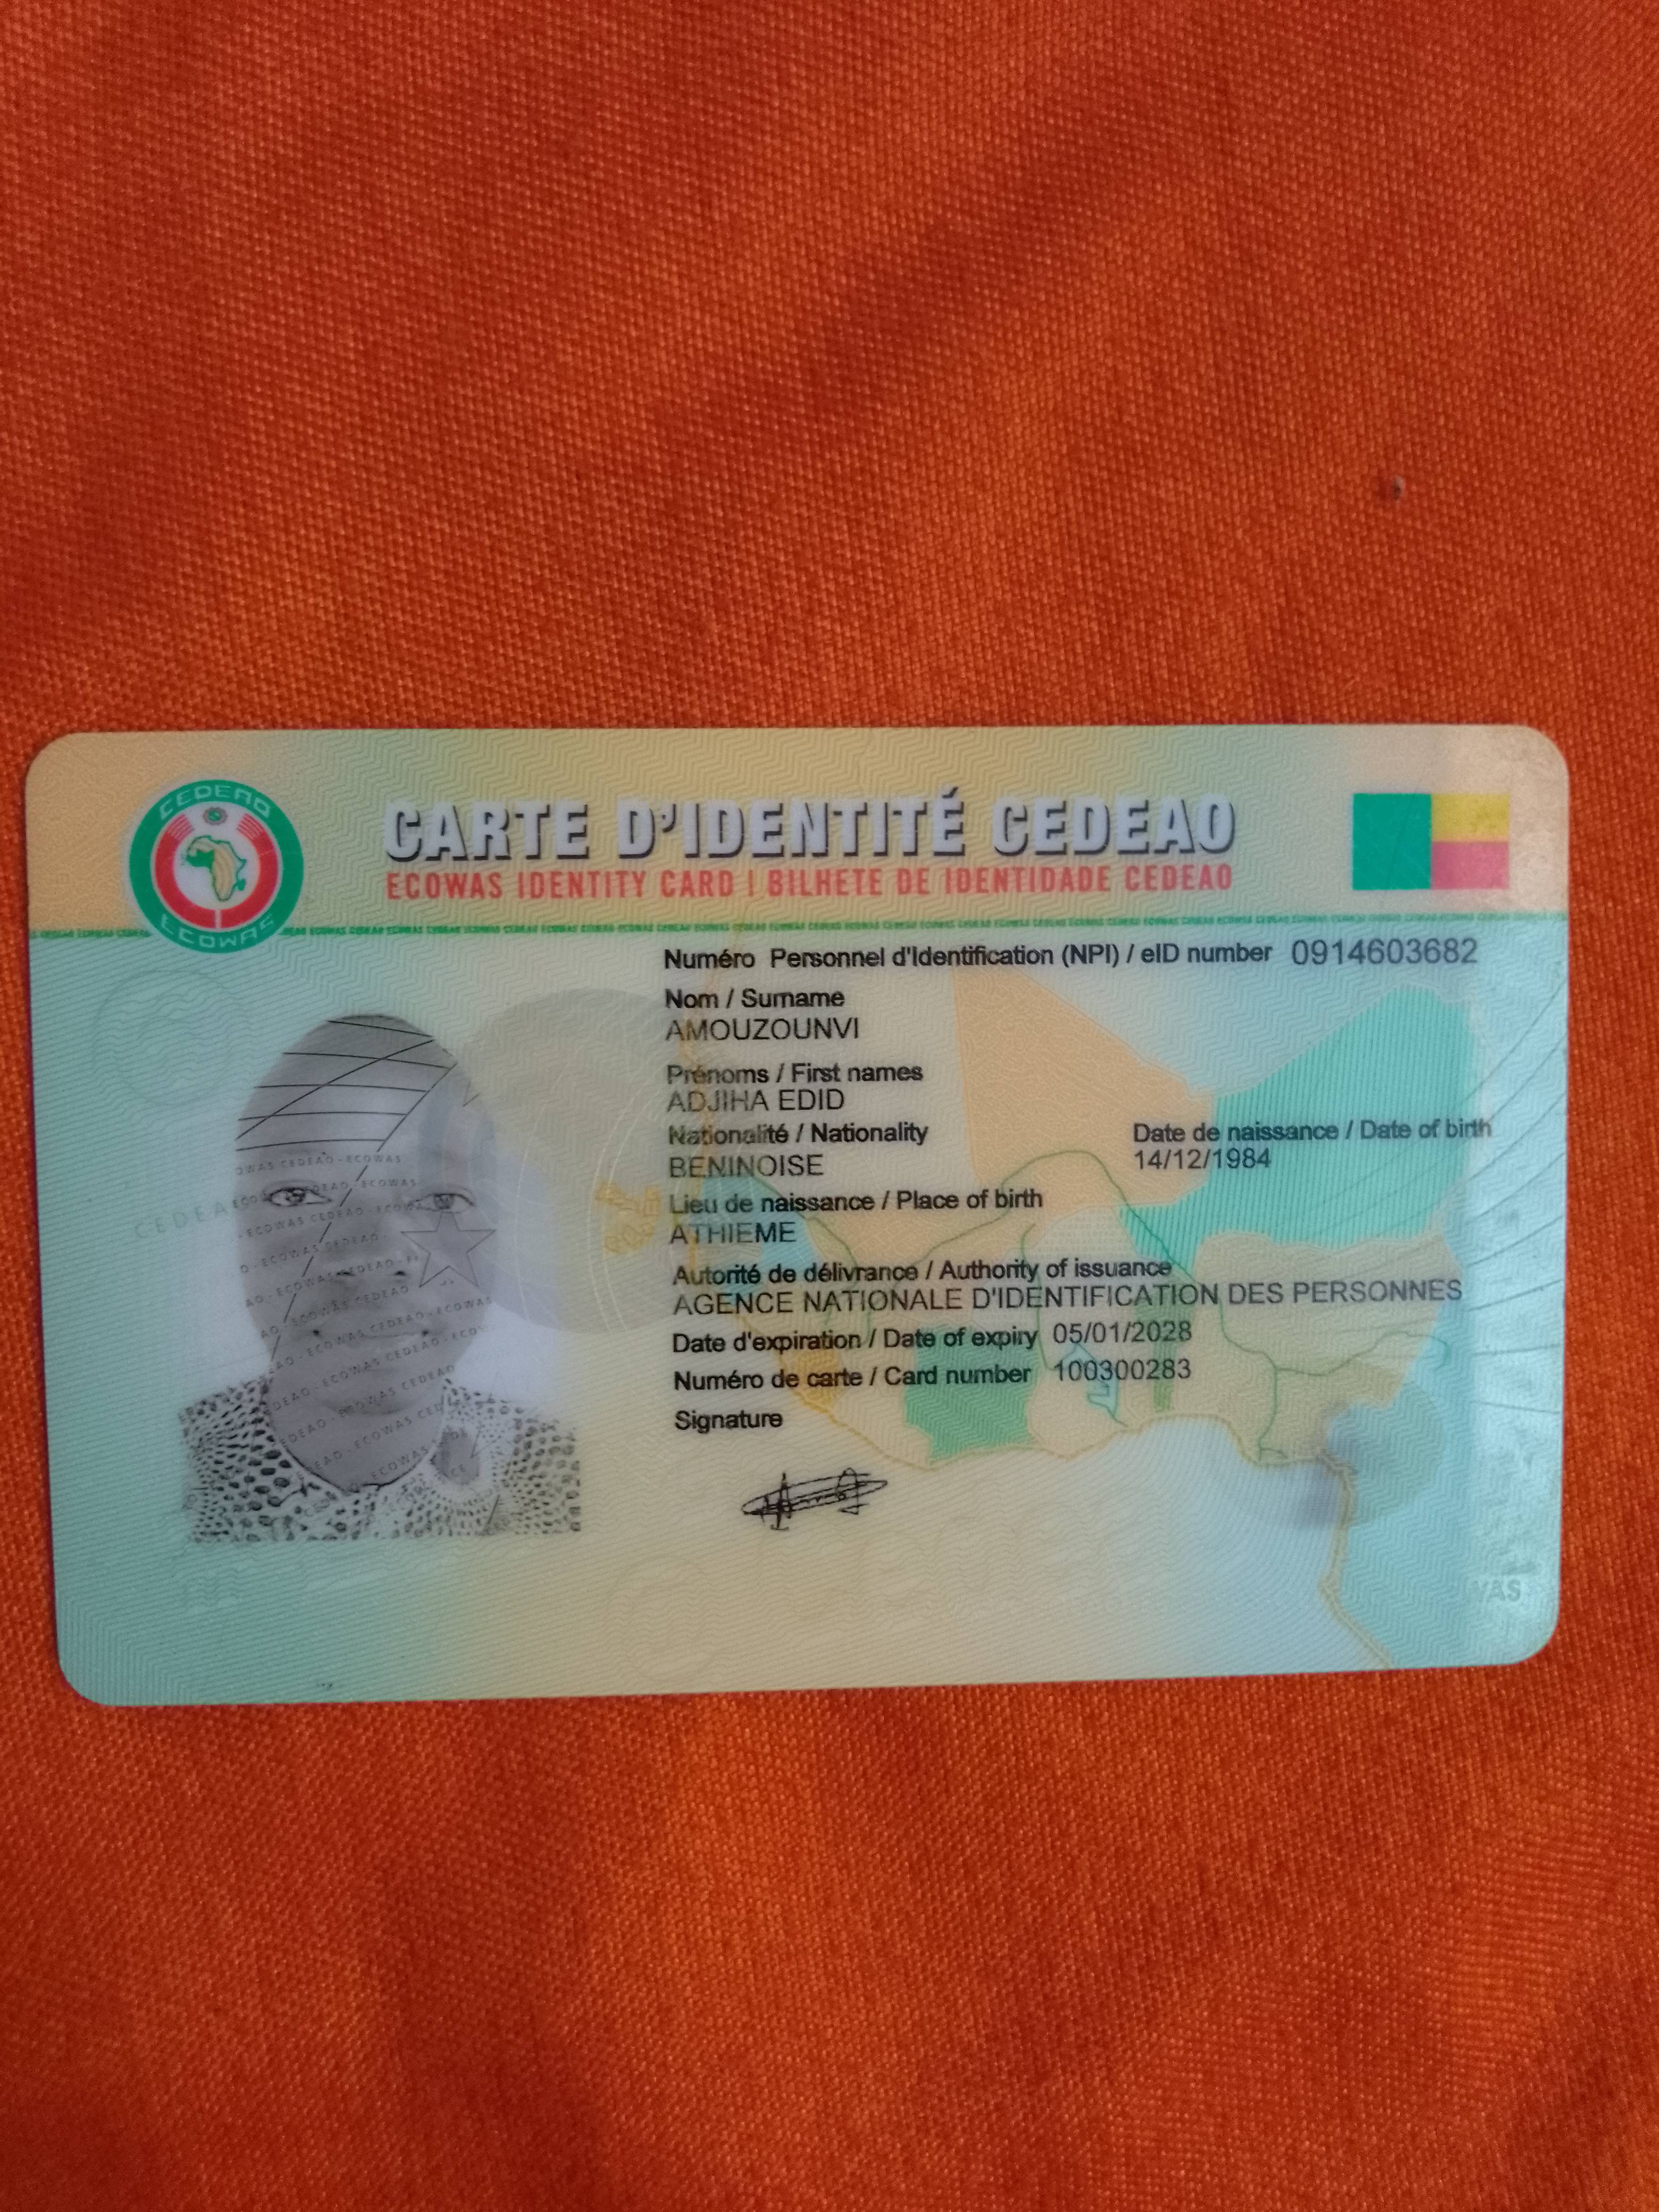 CEDEAO
ECOWAS
CARTE D'IDENTITÉ CEDEAO
ECOWAS IDENTITY CARD | BILHETE DE IDENTIDADE CEDEAO
Numéro Personnel d'Identification (NPI) / eID number 0914603682
Nom / Surname
AMOUZOUNVI
Prénoms / First names
ADJIHA EDID
Nationalité / Nationality
BENINOISE
Date de naissance / Date of birth
14/12/1984
Lieu de naissance / Place of birth
ATHIEME
Autorité de délivrance / Authority of issuance
AGENCE NATIONALE D'IDENTIFICATION DES PERSONNES
Date d'expiration / Date of expiry 05/01/2028
Numéro de carte / Card number 100300283
Signature